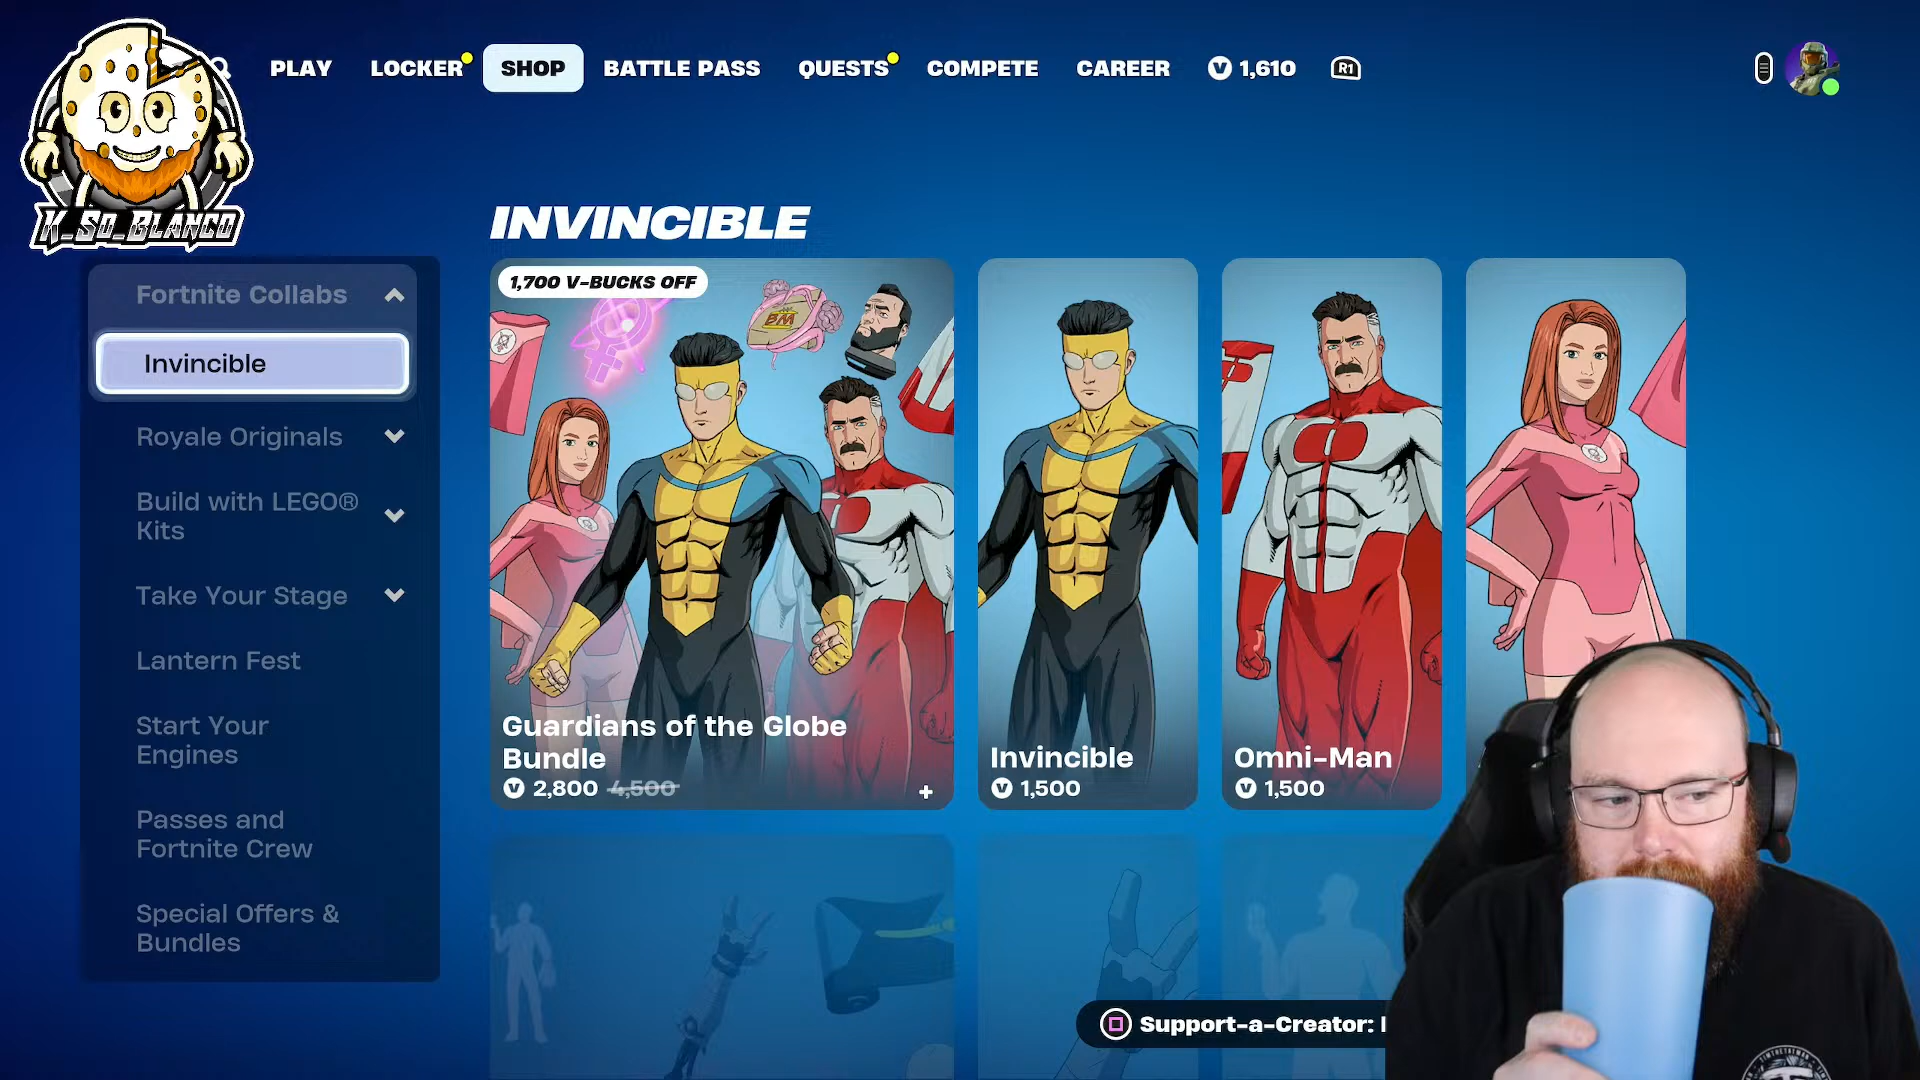 PLAY
LOCKER
SHOP
BATTLE PASS
QUESTS
COMPETE
CAREER
1,610
R1
K_SO_BLANCO
INVINCIBLE
Fortnite Collabs
Invincible
Royale Originals
Build with LEGO®
Kits
Take Your Stage
Lantern Fest
Start Your
Engines
Passes and
Fortnite Crew
Special Offers &
Bundles
1,700 V-BUCKS OFF
BM
Guardians of the Globe
Bundle
2,800 4,500
Invincible
1,500
Omni-Man
1,500
Support-a-Creator: